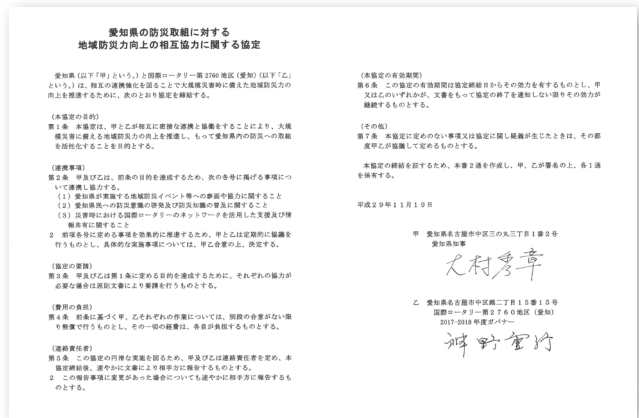 愛知県の防災取組に対する
地域防災力向上の相互協力に関する協定
愛知県(以下「甲」という。)と国際ロータリー第2760地区(愛知)(以下「乙」
という。)は、相互の連携強化を図ることで大規模災害時に備えた地域防災力の
向上を推進するために、次のとおり協定を締結する。
(本協定の目的)
第1条 本協定は、甲と乙が相互に密接な連携と協働をすることにより、大規
模災害に備える地域防災力の向上を推進し、もって愛知県内の防災への取組
を活性化することを目的とする。
(連携事項)
第2条 甲及び乙は、前条の目的を達成するため、次の各号に掲げる事項につ
いて連携し協力する。
(1)愛知県が実施する地域防災イベント等への参画や協力に関すること
(2)愛知県民への防災意識の啓発及び防災知識の普及に関すること
(3)災害時における国際ロータリーのネットワークを活用した支援及び情
報共有に関すること
2 前項各号に定める事項を効果的に推進するため、甲と乙は定期的に協議を
行うものとし、具体的な実施事項については、甲乙合意の上、決定する。
(協定の要請)
第3条 甲及び乙は第1条に定める目的を達成するために、それぞれの協力が
必要な場合は原則文書により要請を行うものとする。
(費用の負担)
第4条 前条に基づく甲、乙それぞれの作業については、別段の合意がない限
り無償で行うものとし、その一切の経費は、各自が負担するものとする。
(連絡責任者)
第5条 この協定の円滑な実施を図るため、甲及び乙は連絡責任者を定め、本
協定締結後、速やかに文書により相手方に報告するものとする。
2 この報告事項に変更があった場合についても速やかに相手方に報告するも
のとする。
(本協定の有効期間)
第6条 この協定の有効期間は協定締結日からその効力を有するものとし、甲
又は乙のいずれかが、文書をもって協定の終了を通知しない限りその効力が
継続するものとする。
(その他)
第7条 本協定に定めのない事項又は協定に関し疑義が生じたときは、その都
度甲乙が協議して定めるものとする。
本協定の締結を証するため、本書2通を作成し、甲、乙が署名の上、各1通
を保有する。
平成29年11月19日
甲 愛知県名古屋市中区三の丸三丁目1番2号
愛知県知事
大村秀章
乙 愛知県名古屋市中区錦二丁目15番15号
国際ロータリー第2760地区(愛知)
2017-2018年度ガバナー
神野重行